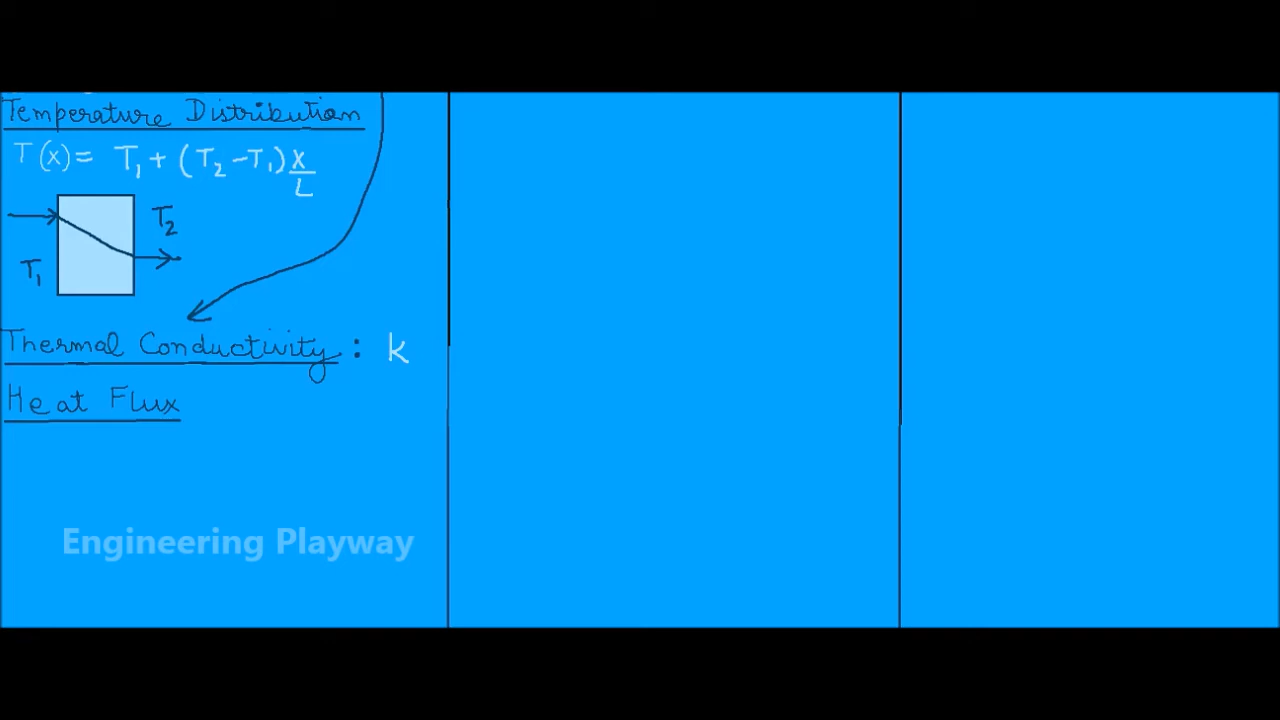 Temperature Distribution
T(x) = T₁ + (T₂ - T₁) x/L
T₂
T₁
Thermal Conductivity : k
Heat Flux
Engineering Playway